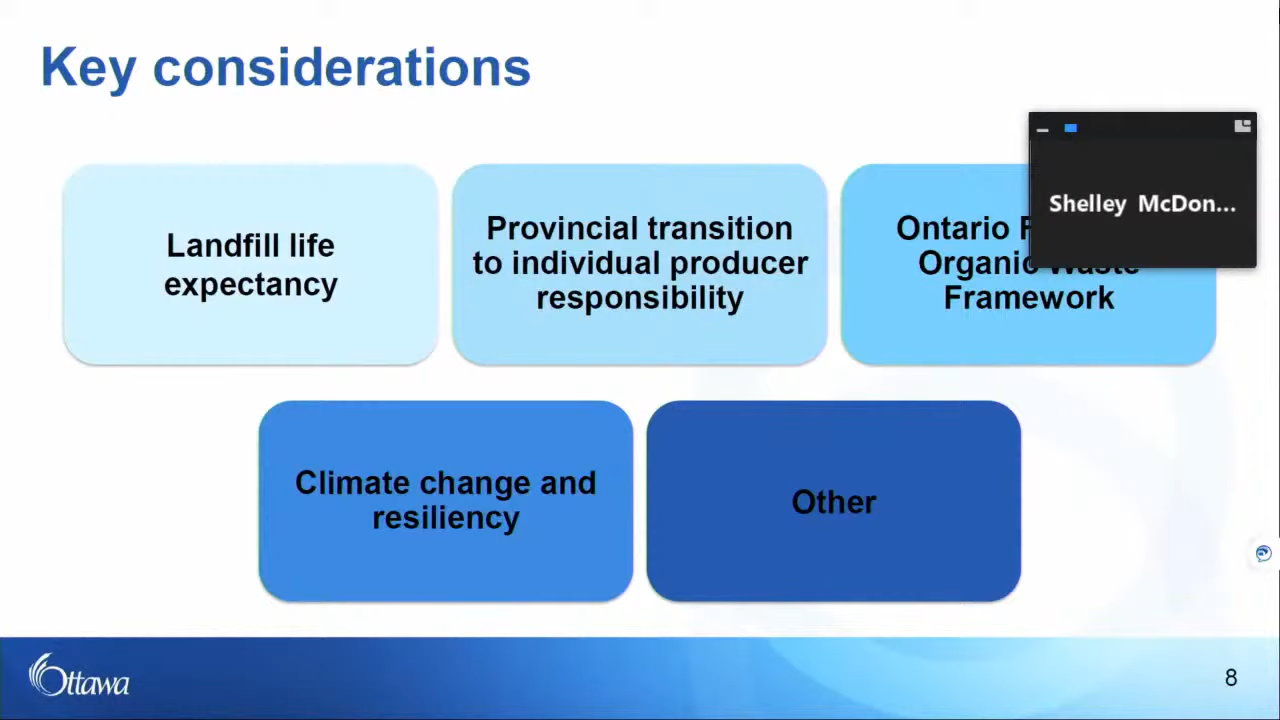 Key considerations
Landfill life
expectancy
Provincial transition
to individual producer
responsibility
Ontario
Organic Waste
Framework
Shelley McDon...
Climate change and
resiliency
Other
Ottawa
8